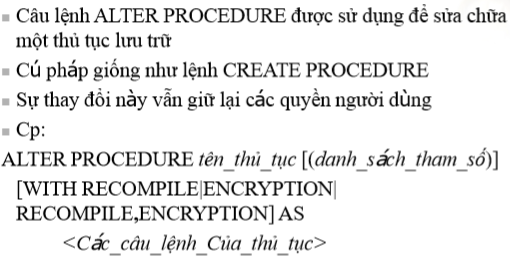 Câu lệnh ALTER PROCEDURE được sử dụng để sửa chữa
một thủ tục lưu trữ
Cú pháp giống như lệnh CREATE PROCEDURE
Sự thay đổi này vẫn giữ lại các quyền người dùng
Cp:
ALTER PROCEDURE tên_thủ_tục [(danh_sách_tham_số)]
[WITH RECOMPILE|ENCRYPTION|
RECOMPILE,ENCRYPTION] AS
<Các_câu_lệnh_Của_thủ_tục>